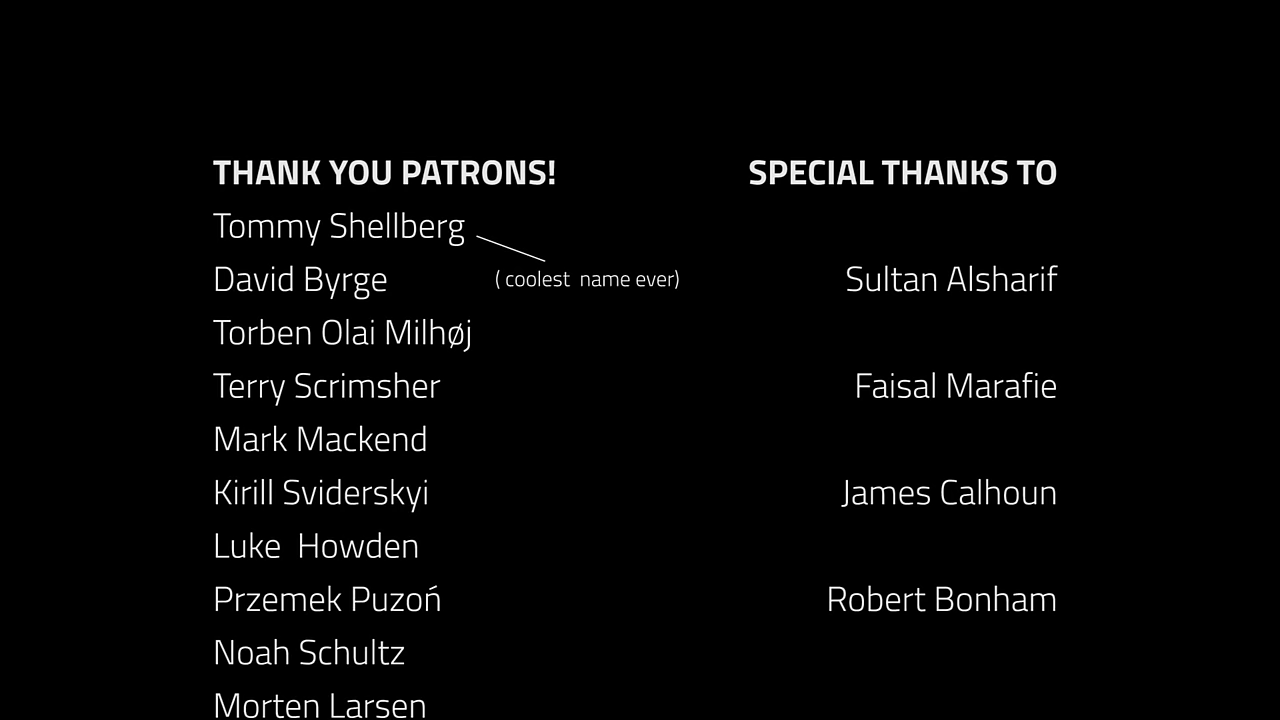 THANK YOU PATRONS!
Tommy Shellberg
David Byrge
( coolest name ever)
Torben Olai Milhøj
Terry Scrimsher
Mark Mackend
Kirill Sviderskyi
Luke Howden
Przemek Puzoń
Noah Schultz
Morten Larsen
SPECIAL THANKS TO
Sultan Alsharif
Faisal Marafie
James Calhoun
Robert Bonham